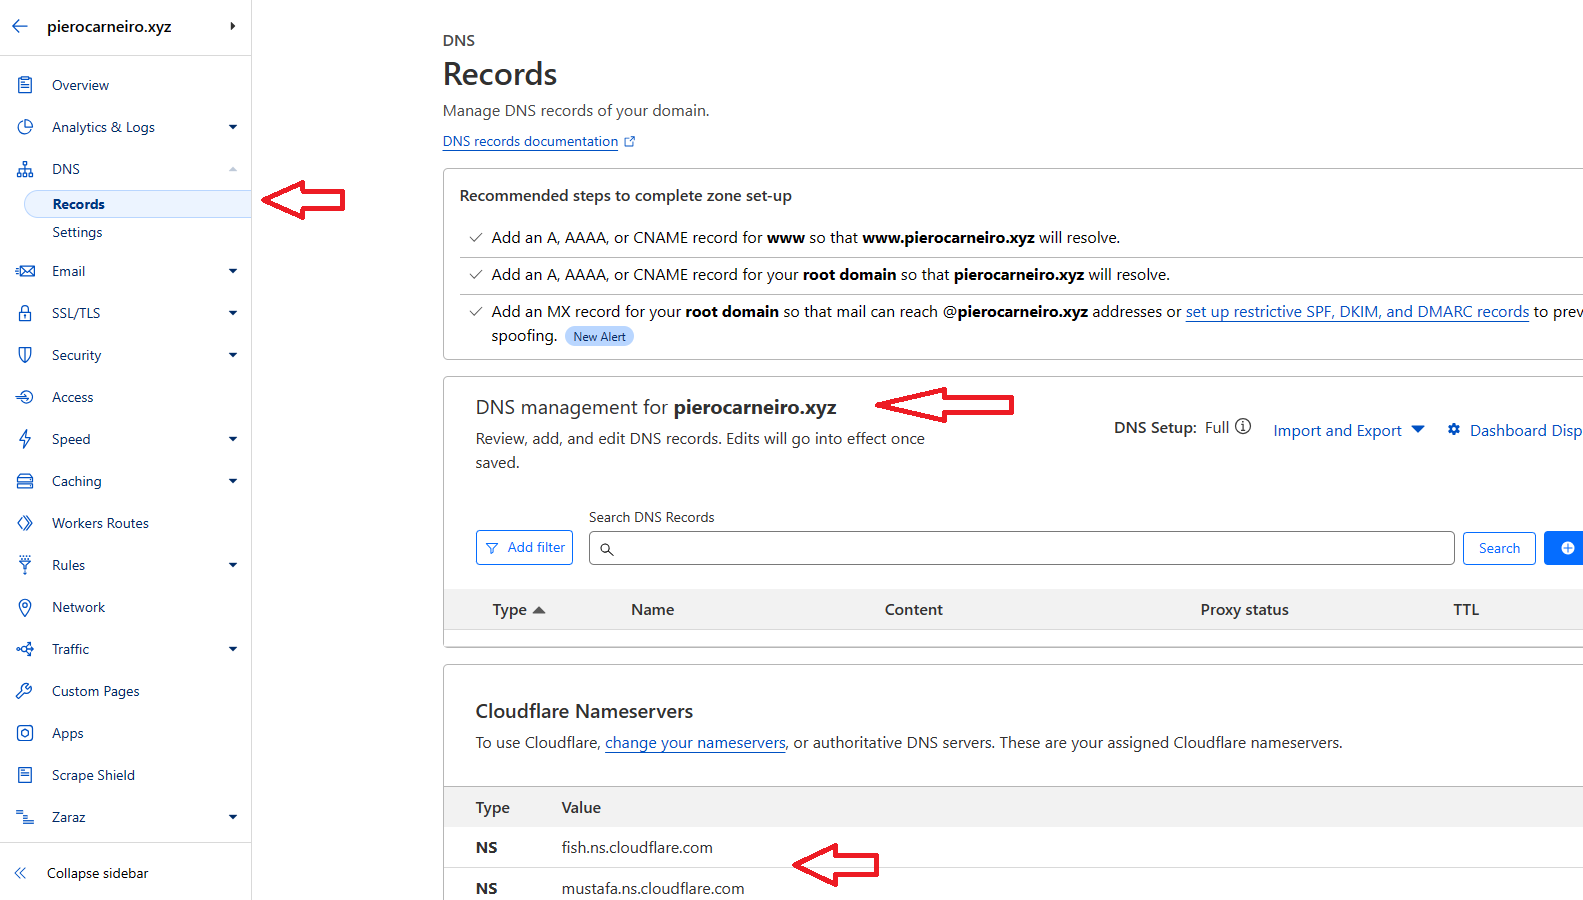 pierocarneiro.xyz
Overview
Analytics & Logs
DNS
Records
Settings
Email
SSL/TLS
Security
Access
Speed
Caching
Workers Routes
Rules
Network
Traffic
Custom Pages
Apps
Scrape Shield
Zaraz
Collapse sidebar
DNS
Records
Manage DNS records of your domain.
DNS records documentation
Recommended steps to complete zone set-up
Add an A, AAAA, or CNAME record for www so that www.pierocarneiro.xyz will resolve.
Add an A, AAAA, or CNAME record for your root domain so that pierocarneiro.xyz will resolve.
Add an MX record for your root domain so that mail can reach @pierocarneiro.xyz addresses or set up restrictive SPF, DKIM, and DMARC records to prev
spoofing. New Alert
DNS management for pierocarneiro.xyz
Review, add, and edit DNS records. Edits will go into effect once
saved.
DNS Setup: Full
Import and Export
Dashboard Disp
Search DNS Records
Add filter
Search
Type Name Content Proxy status TTL
Cloudflare Nameservers
To use Cloudflare, change your nameservers, or authoritative DNS servers. These are your assigned Cloudflare nameservers.
Type Value
NS fish.ns.cloudflare.com
NS mustafa.ns.cloudflare.com